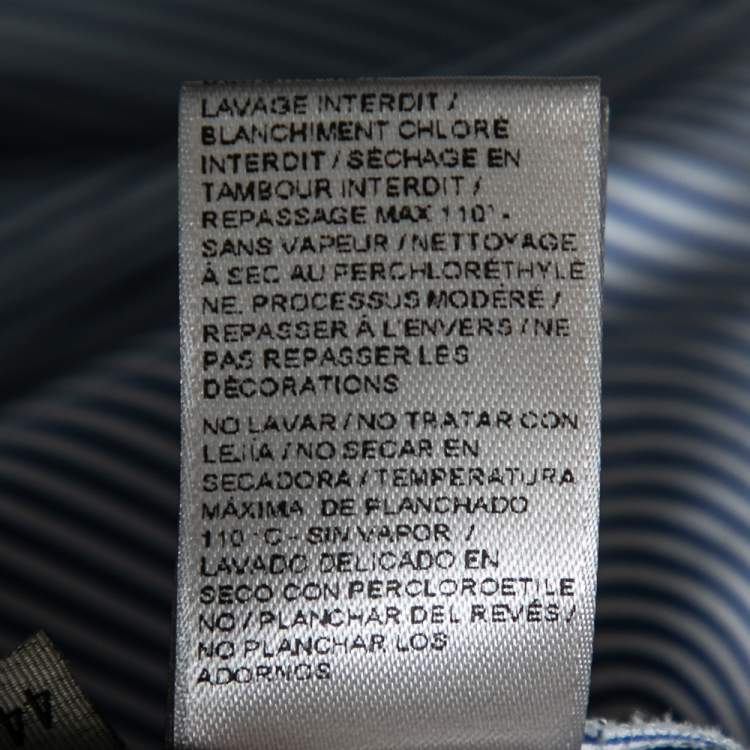 LAVAGE INTERDIT /
BLANCHIMENT CHLORÉ
INTERDIT / SÉCHAGE EN
TAMBOUR INTERDIT /
REPASSAGE MAX 110° -
SANS VAPEUR / NETTOYAGE
À SEC AU PERCHLORÉTHYLÈ
NE. PROCESSUS MODÉRÉ /
REPASSER À L'ENVERS / NE
PAS REPASSER LES
DÉCORATIONS
NO LAVAR / NO TRATAR CON
LEJÍA / NO SECAR EN
SECADORA / TEMPERATURA
MÁXIMA DE PLANCHADO
110 °C - SIN VAPOR /
LAVADO DELICADO EN
SECO CON PERCLOROETILE
NO / PLANCHAR DEL REVÉS /
NO PLANCHAR LOS
ADORNOS
44